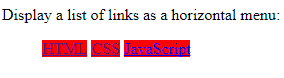 Display a list of links as a horizontal menu:
HTML CSS JavaScript